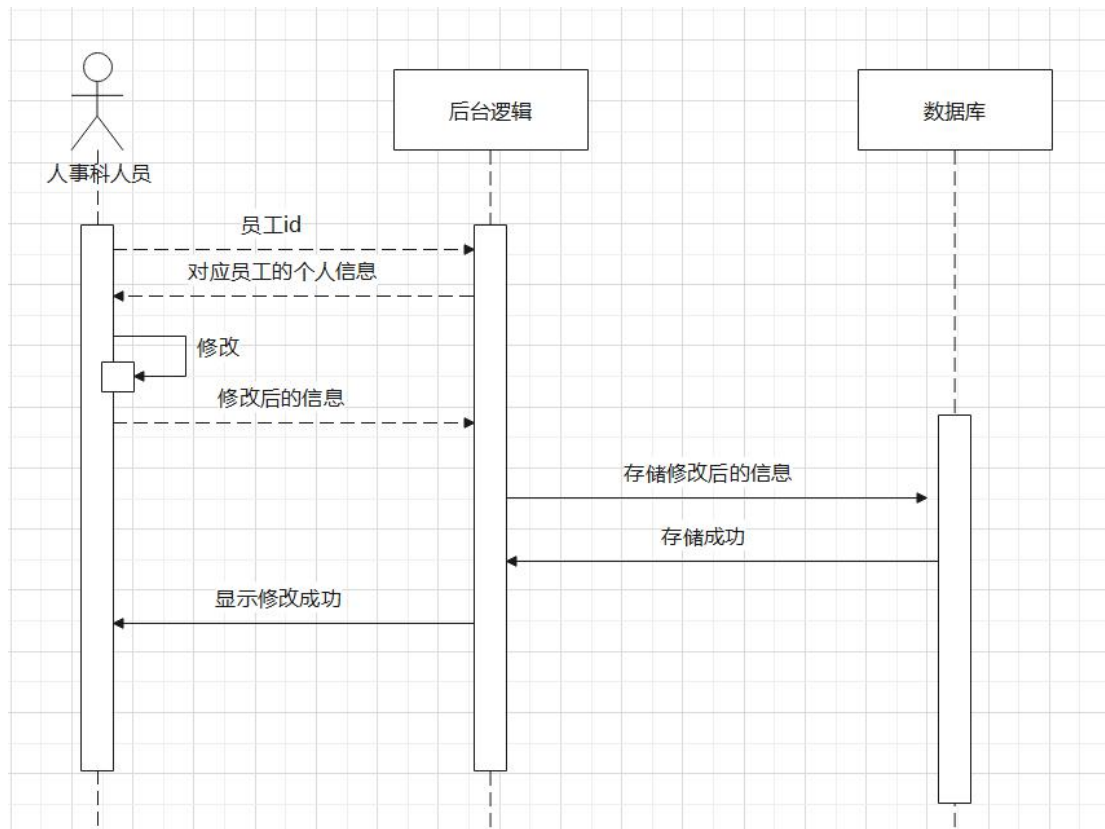 后台逻辑
数据库
人事科人员
员工id
对应员工的个人信息
修改
修改后的信息
存储修改后的信息
存储成功
显示修改成功